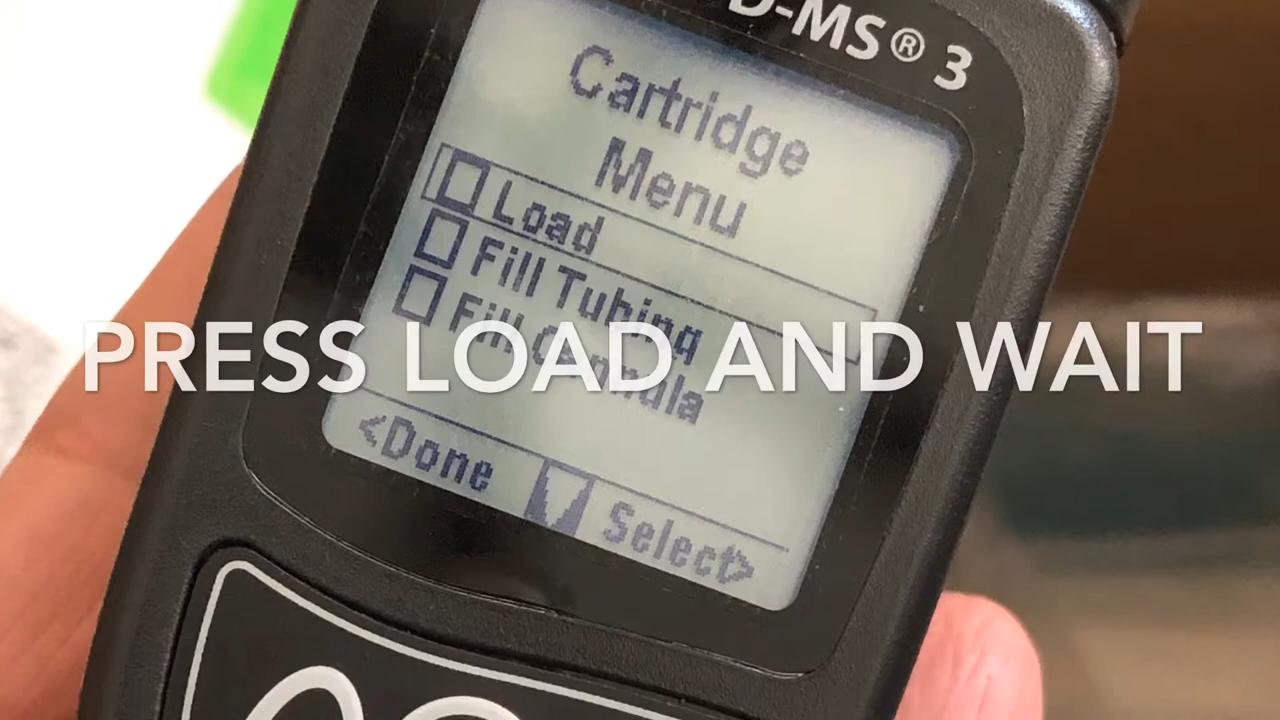 D-MS® 3
Cartridge
Menu
Load
Fill Tubing
Fill Cannula
PRESS LOAD AND WAIT
<Done
Select>